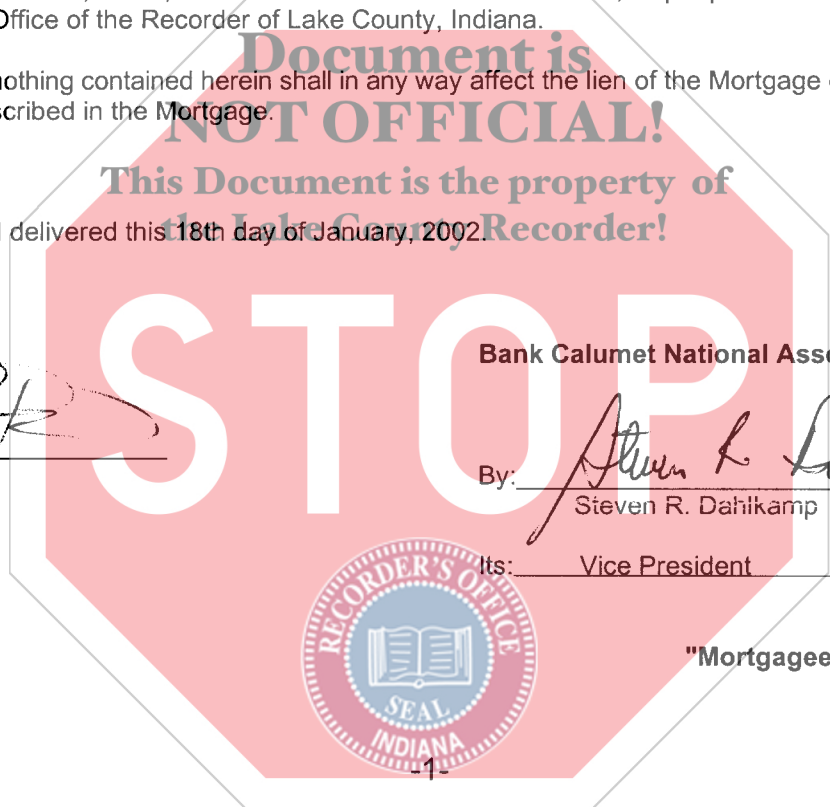 Office of the Recorder of Lake County, Indiana.
Document is
nothing contained herein shall in any way affect the lien of the Mortgage
scribed in the Mortgage.
NOT OFFICIAL!
This Document is the property of
the Lake County Recorder!
delivered this 18th day of January, 2002.
STOP
Bank Calumet National Asso
By: Steven R.
Steven R. Dahlkamp
Its: Vice President
"Mortgagee
RECORDER'S OFFICE
SEAL
INDIANA
-1-